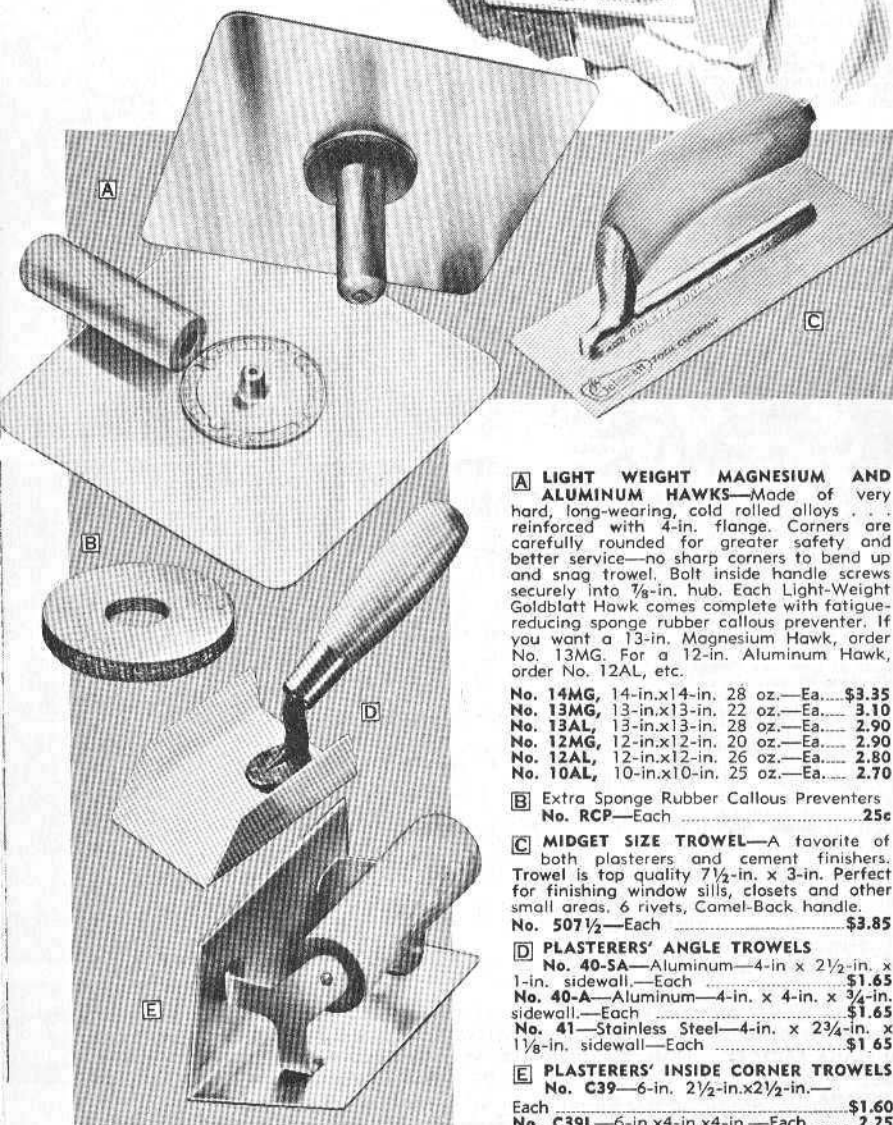 A
C
B
D
E
TOOL COMPANY
A LIGHT WEIGHT MAGNESIUM AND
ALUMINUM HAWKS—Made of very
hard, long-wearing, cold rolled alloys . . .
reinforced with 4-in. flange. Corners are
carefully rounded for greater safety and
better service—no sharp corners to bend up
and snag trowel. Bolt inside handle screws
securely into 7/8-in. hub. Each Light-Weight
Goldblatt Hawk comes complete with fatigue-
reducing sponge rubber callous preventer. If
you want a 13-in. Magnesium Hawk, order
No. 13MG. For a 12-in. Aluminum Hawk,
order No. 12AL, etc.
No. 14MG, 14-in.x14-in. 28 oz.—Ea.....$3.35
No. 13MG, 13-in.x13-in. 22 oz.—Ea..... 3.10
No. 13AL, 13-in.x13-in. 28 oz.—Ea..... 2.90
No. 12MG, 12-in.x12-in. 20 oz.—Ea..... 2.90
No. 12AL, 12-in.x12-in. 26 oz.—Ea..... 2.80
No. 10AL, 10-in.x10-in. 25 oz.—Ea..... 2.70
B Extra Sponge Rubber Callous Preventers
No. RCP—Each ..............................25c
C MIDGET SIZE TROWEL—A favorite of
both plasterers and cement finishers.
Trowel is top quality 7½-in. x 3-in. Perfect
for finishing window sills, closets and other
small areas. 6 rivets, Camel-Back handle.
No. 507½—Each ..............................$3.85
D PLASTERERS' ANGLE TROWELS
No. 40-SA—Aluminum—4-in x 2½-in. x
1-in. sidewall.—Each ......................$1.65
No. 40-A—Aluminum—4-in. x 4-in. x ¾-in.
sidewall.—Each ..............................$1.65
No. 41—Stainless Steel—4-in. x 2¾-in. x
1⅛-in. sidewall—Each ......................$1.65
E PLASTERERS' INSIDE CORNER TROWELS
No. C39—6-in. 2½-in.x2½-in.—
Each ..............................................$1.60
No. C39L—6-in.x4-in.x4-in.—Each ...... 2.25